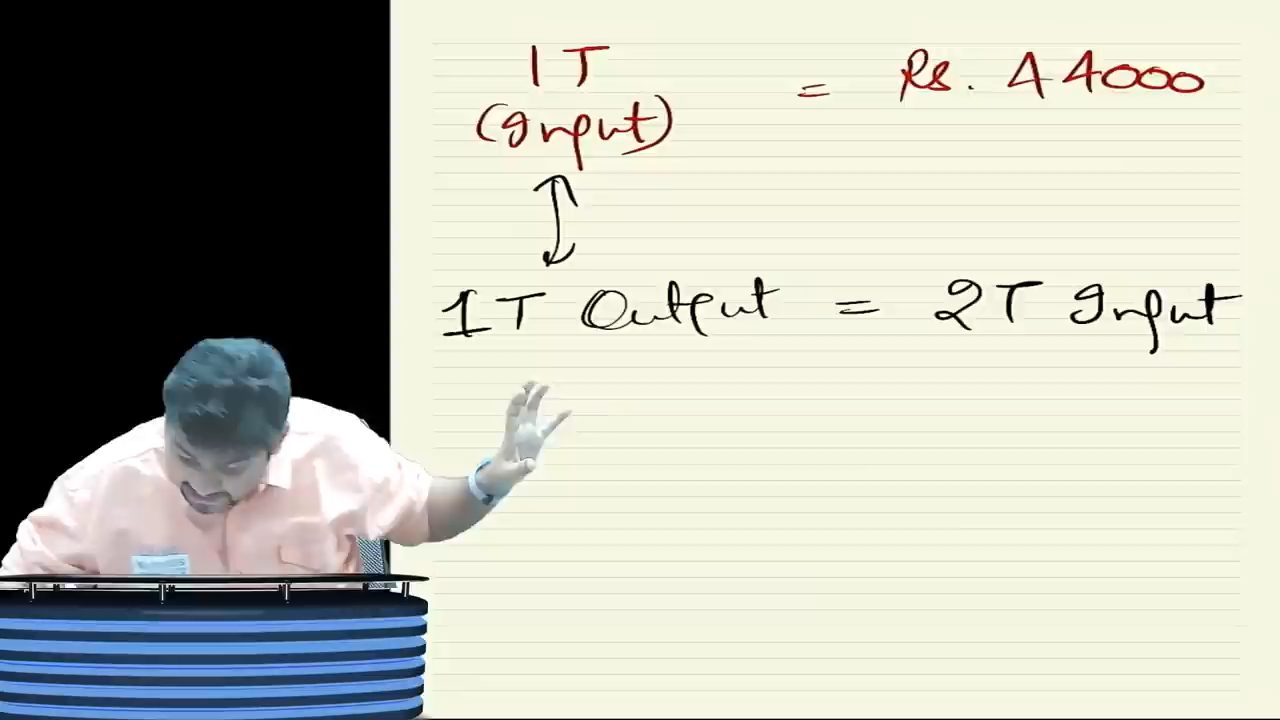 1T = Rs. 44000
(Input)
1T Output = 2T Input